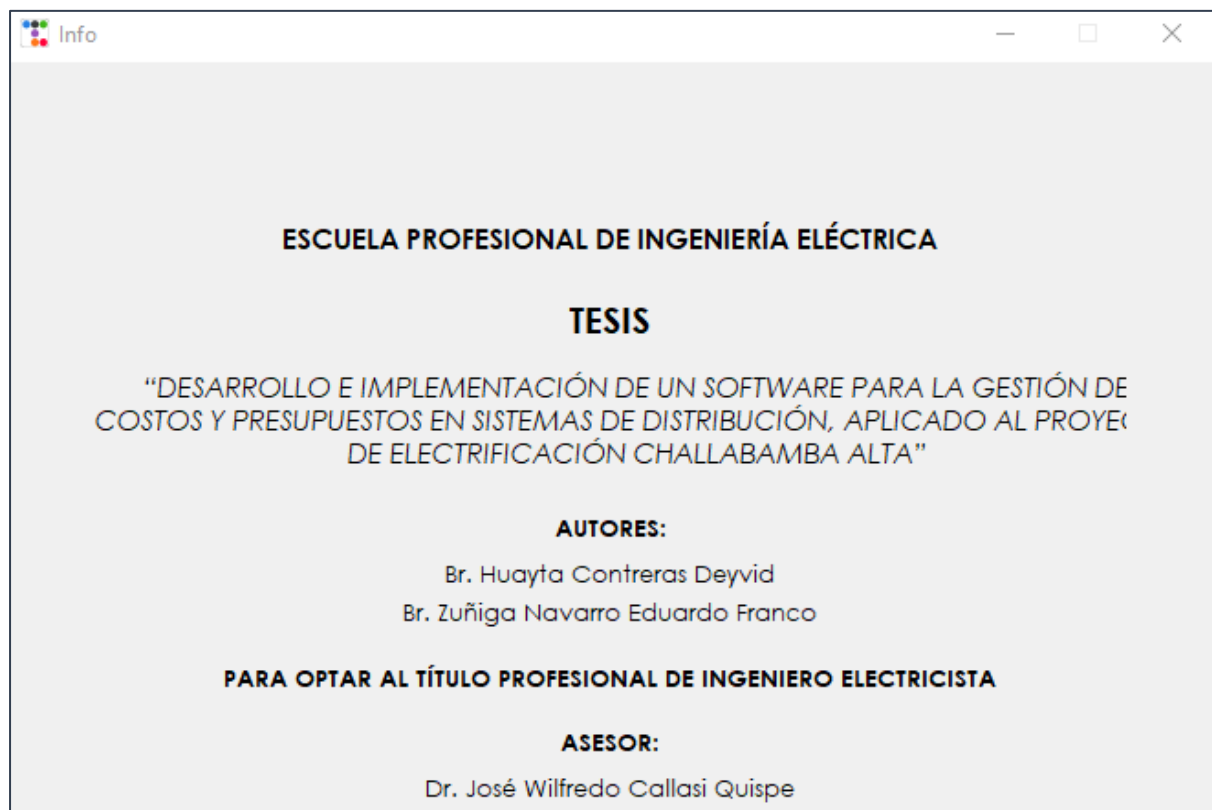 Info
ESCUELA PROFESIONAL DE INGENIERÍA ELÉCTRICA
TESIS
“DESARROLLO E IMPLEMENTACIÓN DE UN SOFTWARE PARA LA GESTIÓN DE
COSTOS Y PRESUPUESTOS EN SISTEMAS DE DISTRIBUCIÓN, APLICADO AL PROYEC
DE ELECTRIFICACIÓN CHALLABAMBA ALTA”
AUTORES:
Br. Huayta Contreras Deyvid
Br. Zuñiga Navarro Eduardo Franco
PARA OPTAR AL TÍTULO PROFESIONAL DE INGENIERO ELECTRICISTA
ASESOR:
Dr. José Wilfredo Callasi Quispe